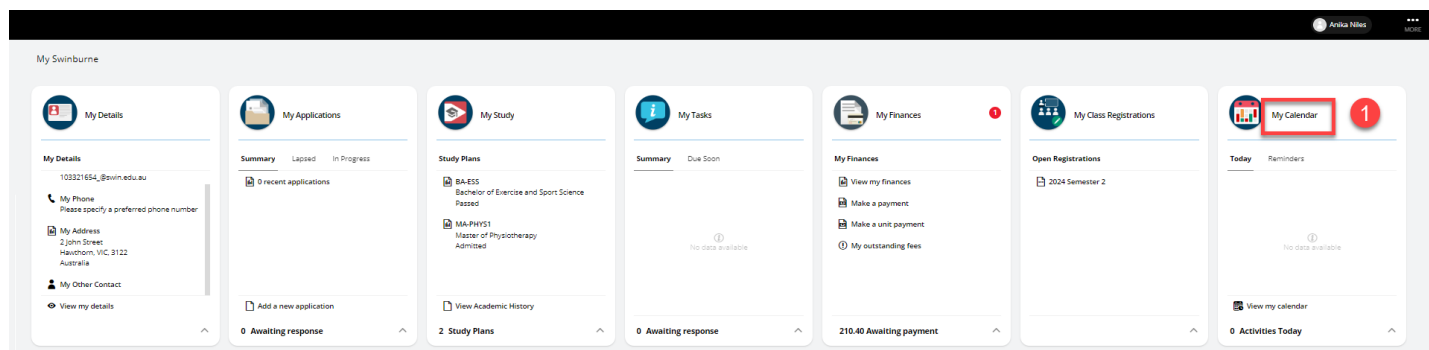 Anika Niles
MORE
My Swinburne
My Details
My Details
103321654_@swin.edu.au
My Phone
Please specify a preferred phone number
My Address
2 John Street
Hawthorn, VIC, 3122
Australia
My Other Contact
View my details
My Applications
Summary Lapsed In Progress
0 recent applications
Add a new application
0 Awaiting response
My Study
Study Plans
BA-ESS
Bachelor of Exercise and Sport Science
Passed
MA-PHYS1
Master of Physiotherapy
Admitted
View Academic History
2 Study Plans
My Tasks
Summary Due Soon
No data available
0 Awaiting response
My Finances
1
My Finances
View my finances
Make a payment
Make a unit payment
My outstanding fees
210.40 Awaiting payment
My Class Registrations
Open Registrations
2024 Semester 2
My Calendar
1
Today Reminders
No data available
View my calendar
0 Activities Today